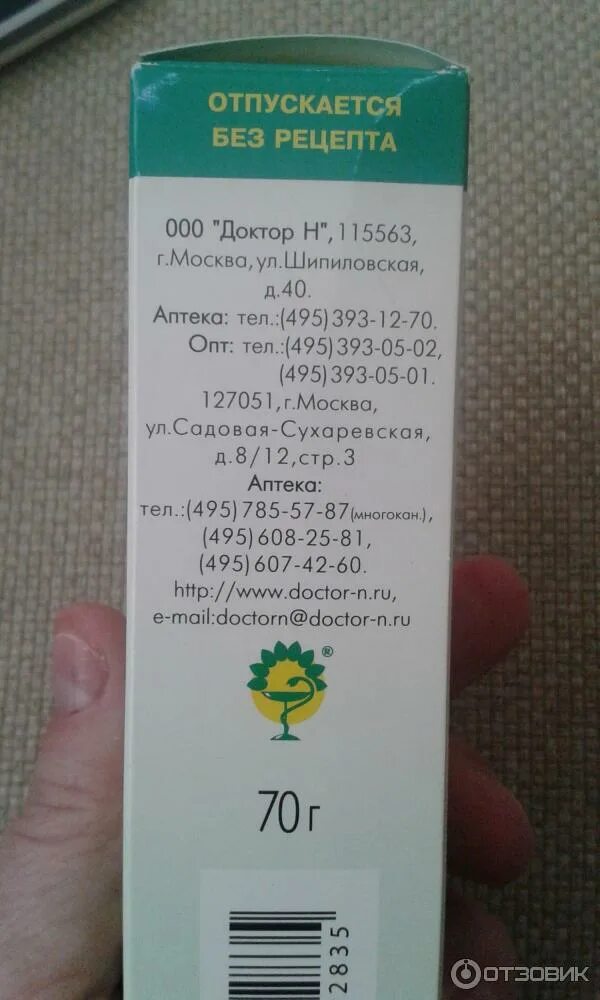 ОТПУСКАЕТСЯ
БЕЗ РЕЦЕПТА
ООО "Доктор Н", 115563,
г.Москва, ул.Шипиловская,
д.40.
Аптека: тел.:(495)393-12-70.
Опт: тел.:(495)393-05-02,
(495)393-05-01.
127051, г.Москва,
ул.Садовая-Сухаревская,
д.8/12,стр.3
Аптека:
тел.:(495)785-57-87(многокан.),
(495)608-25-81,
(495)607-42-60.
http://www.doctor-n.ru,
e-mail:doctorn@doctor-n.ru
®
70 г
2835
ОТЗОВИК